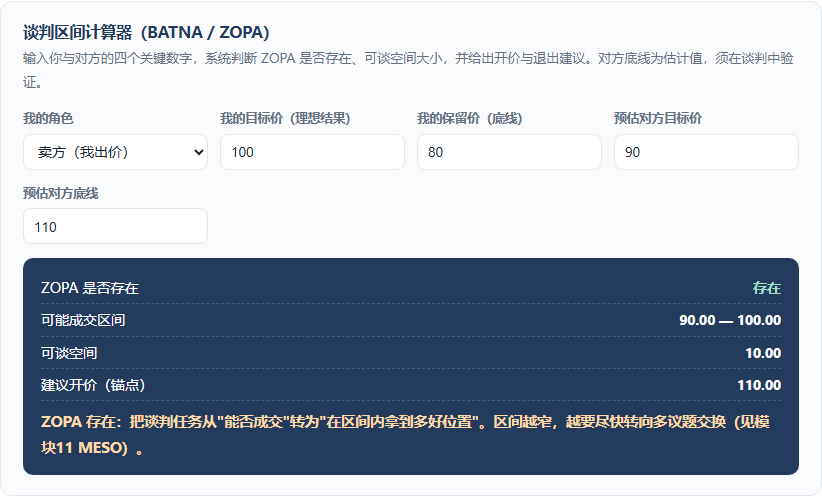 谈判区间计算器（BATNA / ZOPA）
输入你与对方的四个关键数字，系统判断 ZOPA 是否存在、可谈空间大小，并给出开价与退出建议。对方底线为估计值，须在谈判中验
证。
我的角色
我的目标价（理想结果）
我的保留价（底线）
预估对方目标价
卖方（我出价）
100
80
90
预估对方底线
110
ZOPA 是否存在
存在
可能成交区间
90.00 — 100.00
可谈空间
10.00
建议开价（锚点）
110.00
ZOPA 存在：把谈判任务从"能否成交"转为"在区间内拿到多好位置"。区间越窄，越要尽快转向多议题交换（见模
块11 MESO）。